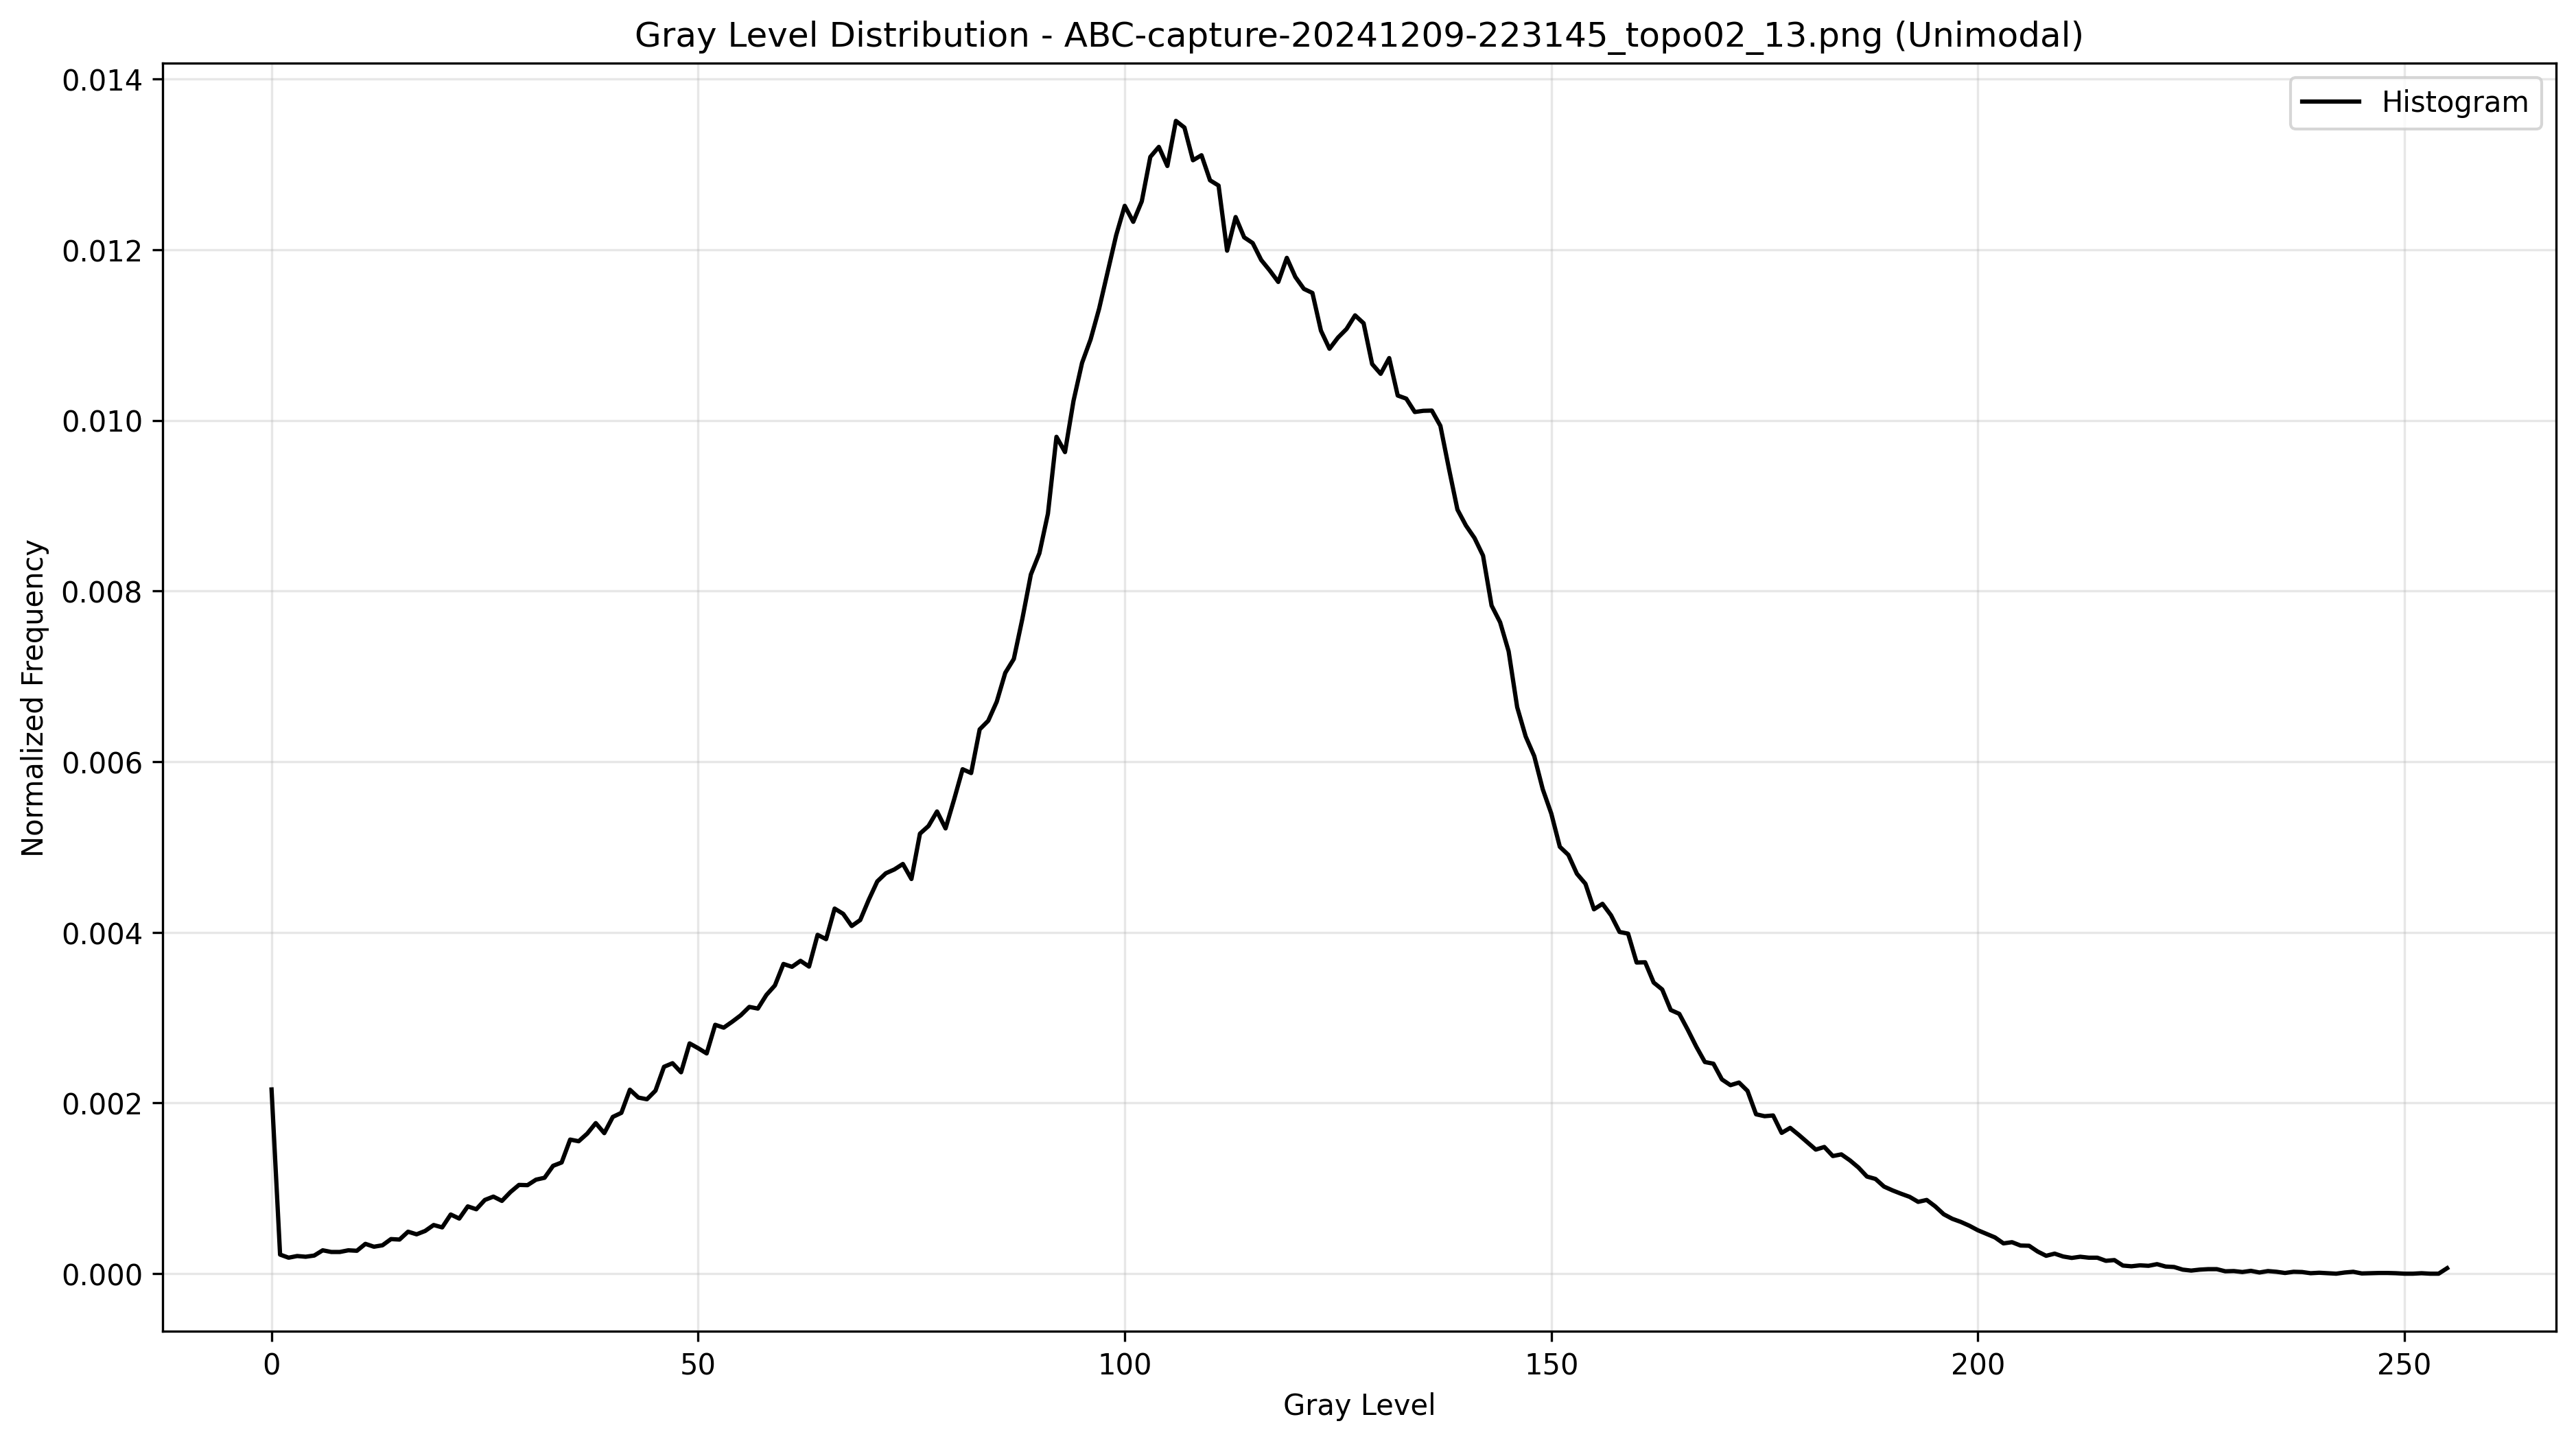 Gray Level Distribution - ABC-capture-20241209-223145_topo02_13.png (Unimodal)
Histogram
Normalized Frequency
0.014
0.012
0.010
0.008
0.006
0.004
0.002
0.000
0 50 100 150 200 250
Gray Level